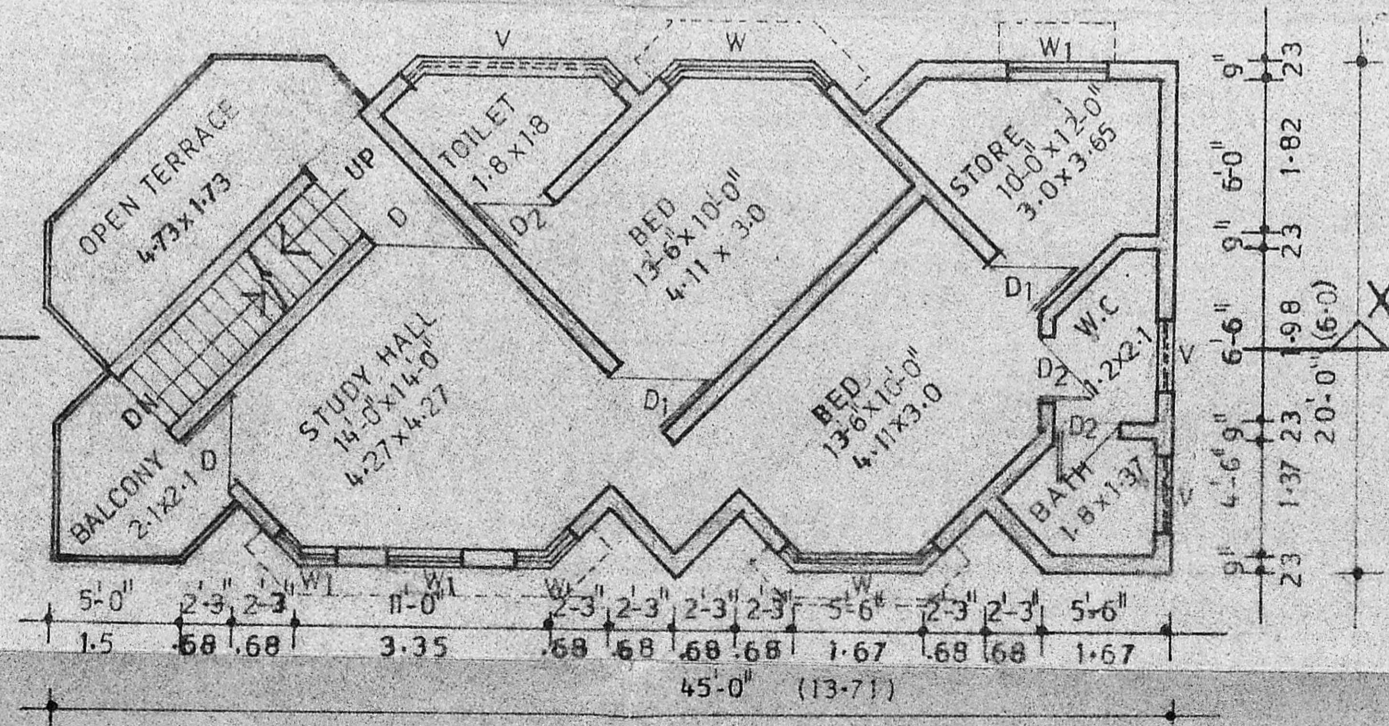 V
W
W1
OPEN TERRACE
4.73x1.73
UP
D
TOILET
1.8 x 1.8
D2
BED
13'-6"x10'-0"
4.11 x 3.0
STORE
10'-0"x12'-0"
3.0x3.65
D1
W.C
1.2x2.1
V
D2
D2
BATH
1.8x1.37
V
DN
BALCONY
2.1x2.1
D
STUDY HALL
14'-0"x14'-0"
4.27x4.27
D1
BED
13'-6"x10'-0"
4.11x3.0
W1
W1
W
W
5'-0" 2'-3" 2'-3" 11'-0" 2'-3" 2'-3" 2'-3" 2'-3" 5'-6" 2'-3" 2'-3" 5'-6"
1.5 .68 .68 3.35 .68 .68 .68 .68 1.67 .68 .68 1.67
45'-0" (13.71)
9" 6'-0" 9" 6'-6" 9" 4'-6" 9"
23 1.82 23 1.98 23 1.37 23
20'-0" (6.0)
X